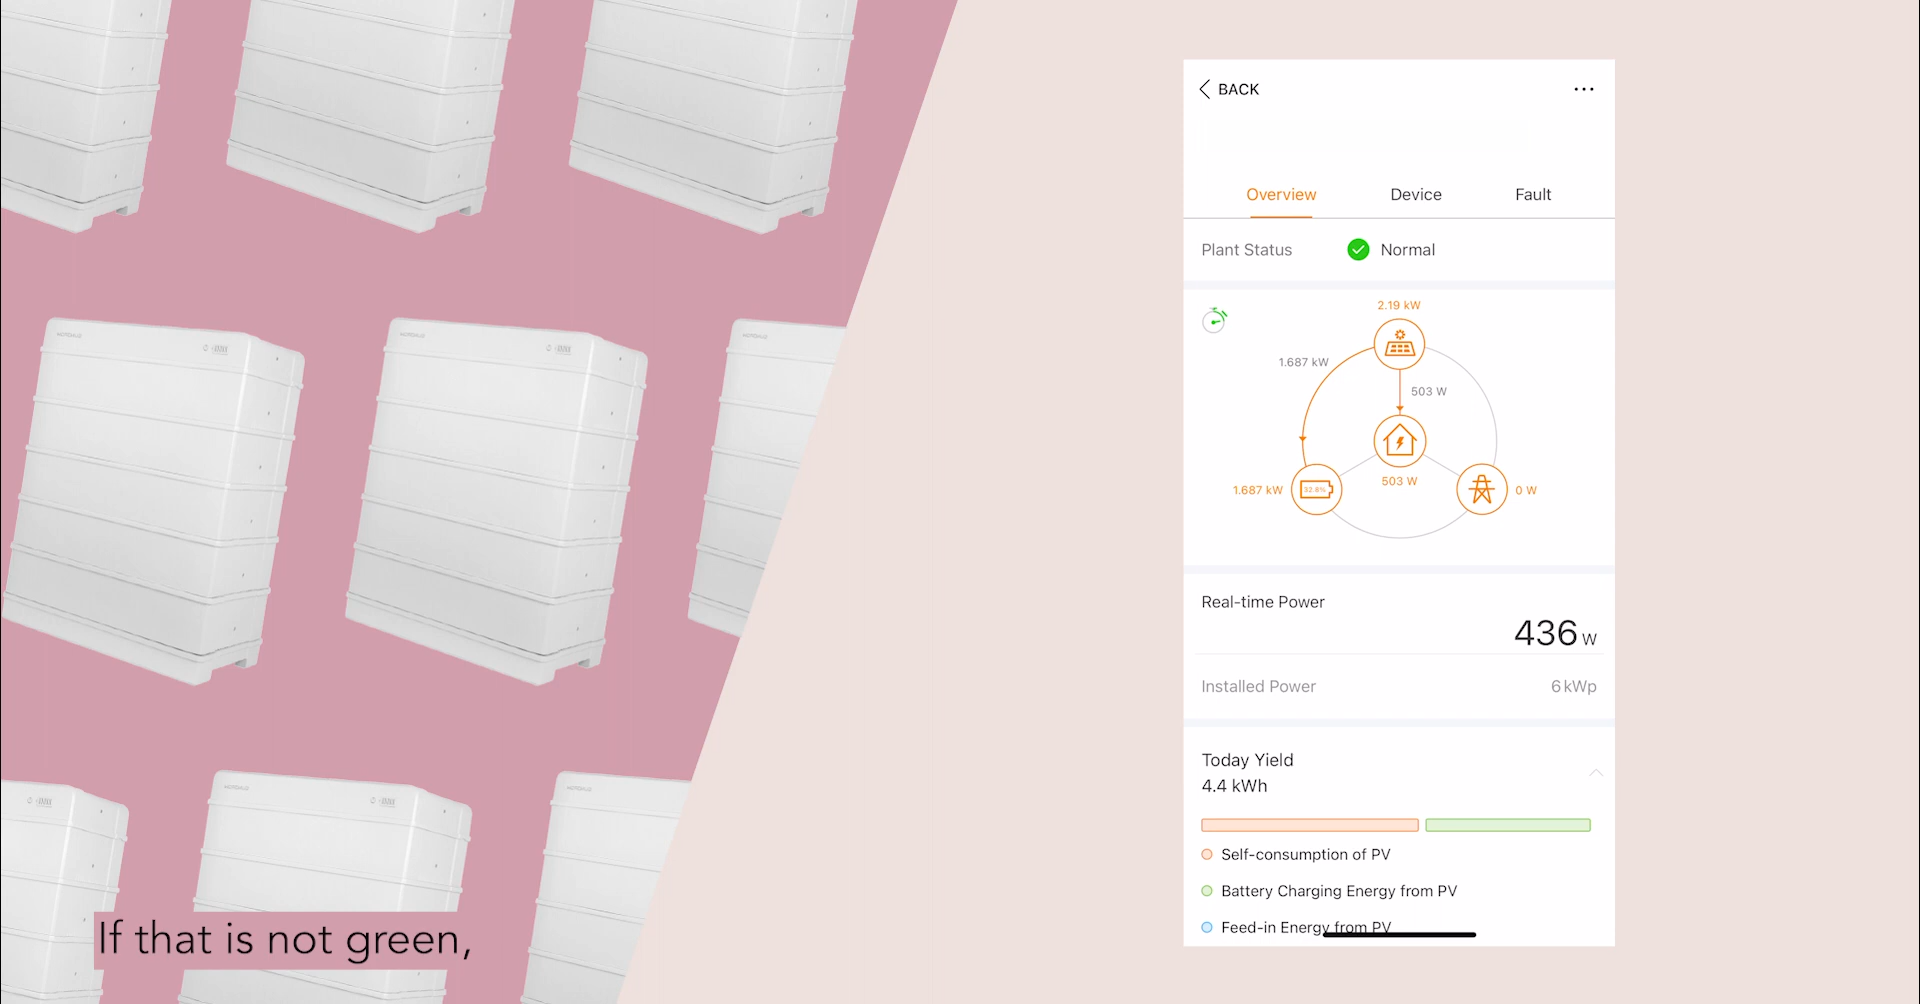 BACK
Overview
Device
Fault
Plant Status
Normal
2.19 kW
1.687 kW
503 W
1.687 kW
32.8%
503 W
0 W
Real-time Power
436 W
Installed Power
6 kWp
Today Yield
4.4 kWh
Self-consumption of PV
Battery Charging Energy from PV
Feed-in Energy from PV
If that is not green,